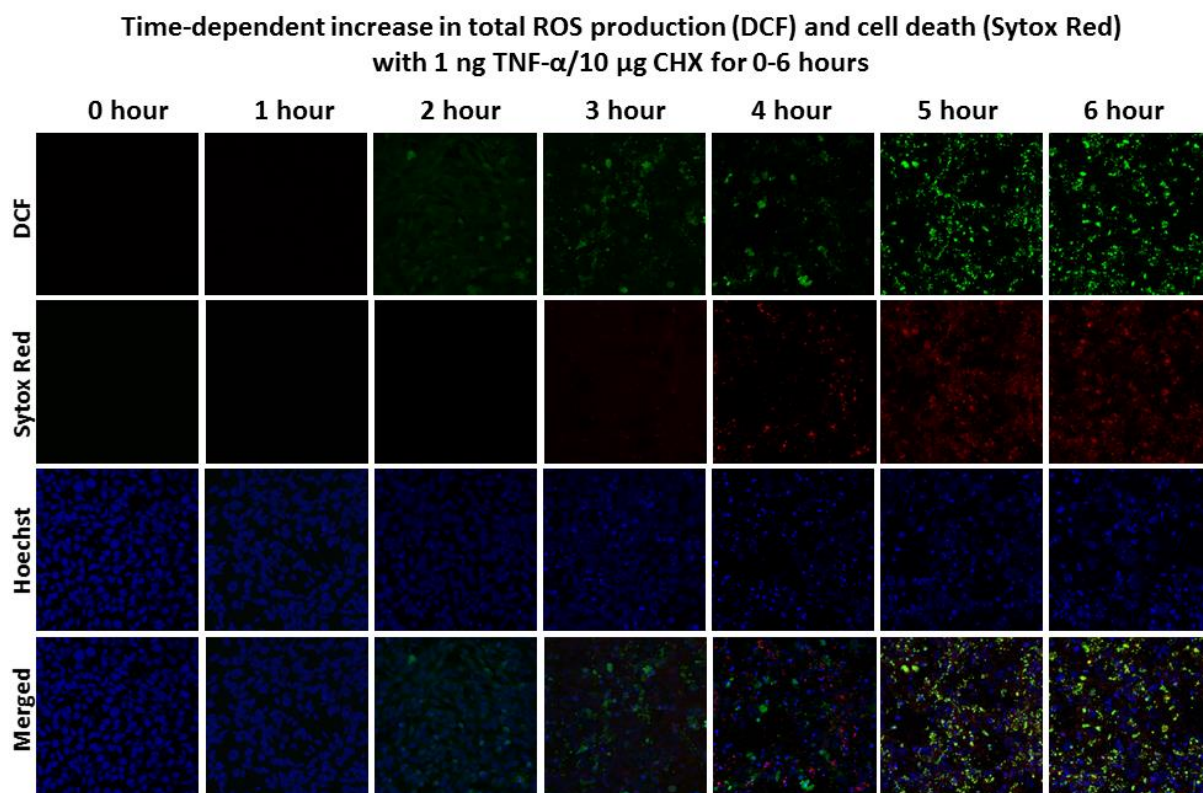 Time-dependent increase in total ROS production (DCF) and cell death (Sytox Red)
with 1 ng TNF-α/10 µg CHX for 0-6 hours
0 hour 1 hour 2 hour 3 hour 4 hour 5 hour 6 hour
DCF
Sytox Red
Hoechst
Merged